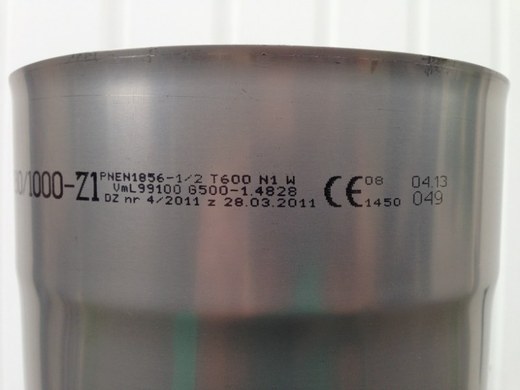 0/1000-Z1
PNEN1856-1/2 T600 N1 W
VmL99100 G500-1.4828
DZ nr 4/2011 z 28.03.2011
CE 08
1450
04.13
049